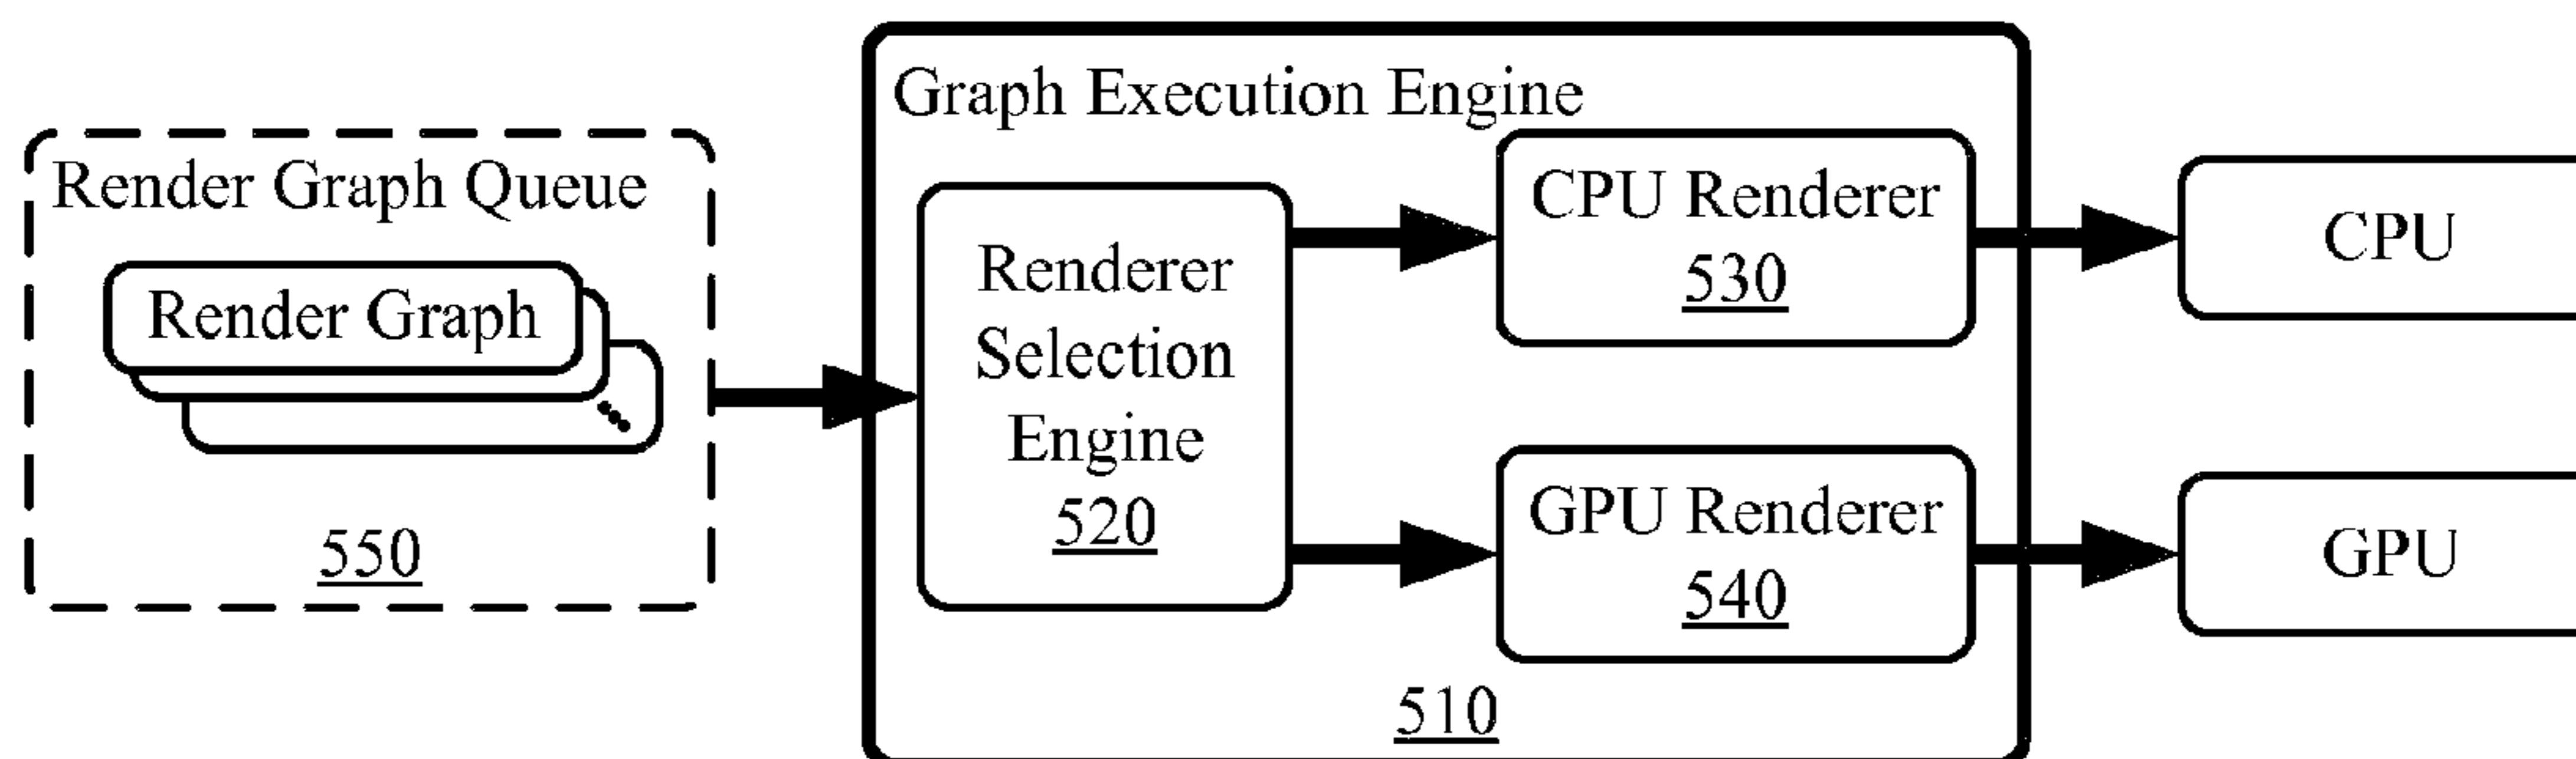 Render Graph Queue
Render Graph
550
Graph Execution Engine
Renderer
Selection
Engine
520
CPU Renderer
530
GPU Renderer
540
510
CPU
GPU